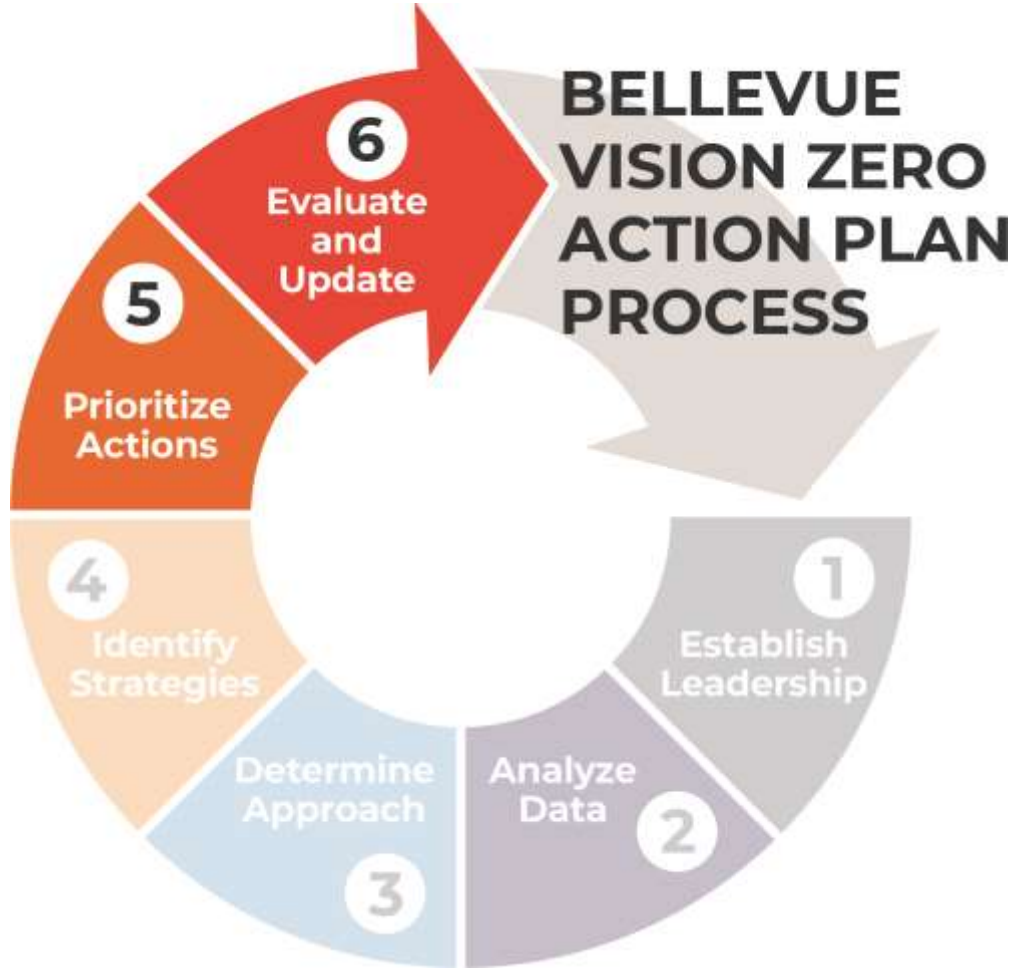 BELLEVUE
VISION ZERO
ACTION PLAN
PROCESS
1
Establish
Leadership
2
Analyze
Data
3
Determine
Approach
4
Identify
Strategies
5
Prioritize
Actions
6
Evaluate
and
Update